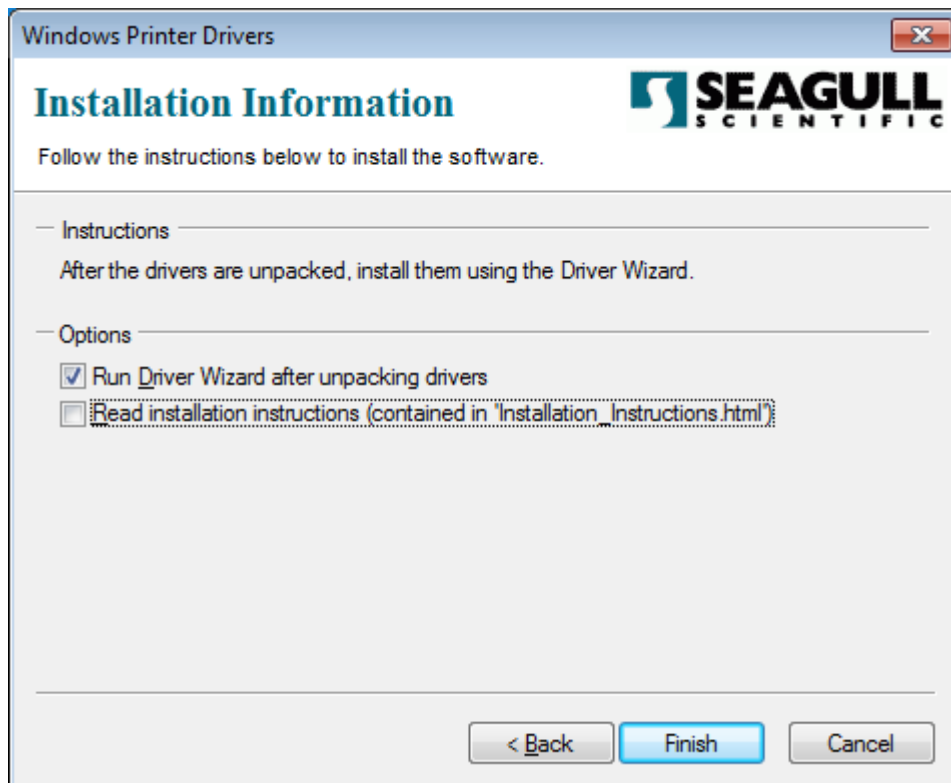 Windows Printer Drivers
Installation Information
SEAGULL
SCIENTIFIC
Follow the instructions below to install the software.
Instructions
After the drivers are unpacked, install them using the Driver Wizard.
Options
Run Driver Wizard after unpacking drivers
Read installation instructions (contained in "Installation_Instructions.html")
< Back
Finish
Cancel